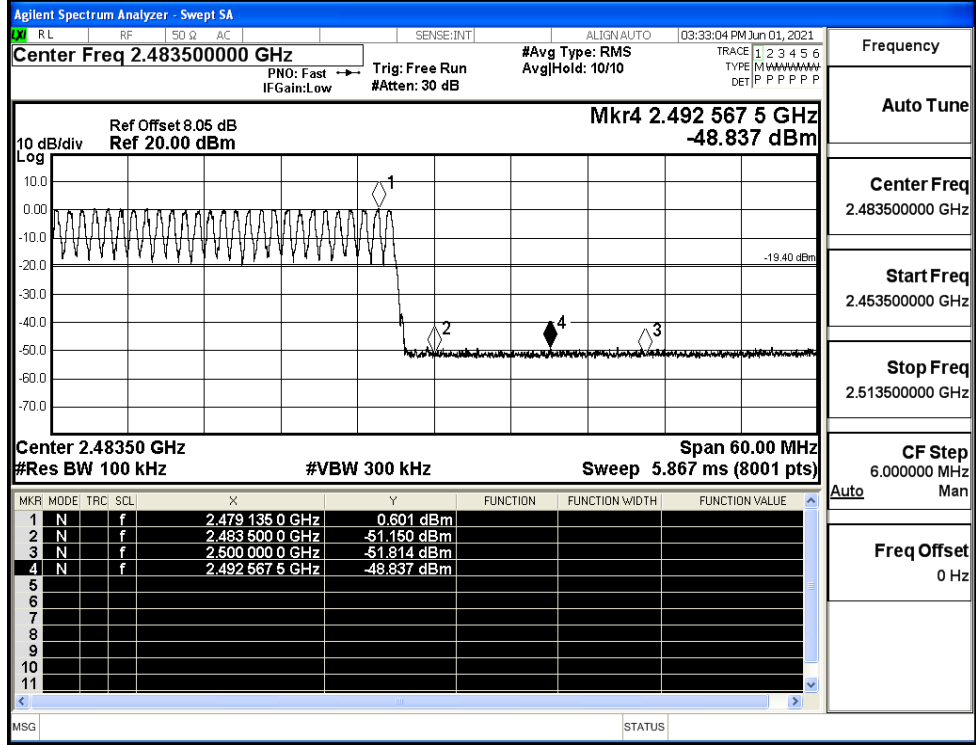 Agilent Spectrum Analyzer - Swept SA
LXI RL RF 50 Ω AC SENSE:INT ALIGNAUTO 03:33:04 PM Jun 01, 2021
Center Freq 2.483500000 GHz
PNO: Fast
IFGain:Low
Trig: Free Run
#Atten: 30 dB
#Avg Type: RMS
Avg|Hold: 10/10
TRACE 1 2 3 4 5 6
TYPE M WWWWW
DET P P P P P P
Mkr4 2.492 567 5 GHz
-48.837 dBm
Ref Offset 8.05 dB
10 dB/div Ref 20.00 dBm
Log
10.0
0.00
-10.0
-20.0
-30.0
-40.0
-50.0
-60.0
-70.0
1
-19.40 dBm
2
4
3
Center 2.48350 GHz Span 60.00 MHz
#Res BW 100 kHz #VBW 300 kHz Sweep 5.867 ms (8001 pts)
MKR MODE TRC SCL X Y FUNCTION FUNCTION WIDTH FUNCTION VALUE
1 N f 2.479 135 0 GHz 0.601 dBm
2 N f 2.483 500 0 GHz -51.150 dBm
3 N f 2.500 000 0 GHz -51.814 dBm
4 N f 2.492 567 5 GHz -48.837 dBm
5
6
7
8
9
10
11
MSG STATUS
Frequency
Auto Tune
Center Freq
2.483500000 GHz
Start Freq
2.453500000 GHz
Stop Freq
2.513500000 GHz
CF Step
6.000000 MHz
Auto Man
Freq Offset
0 Hz